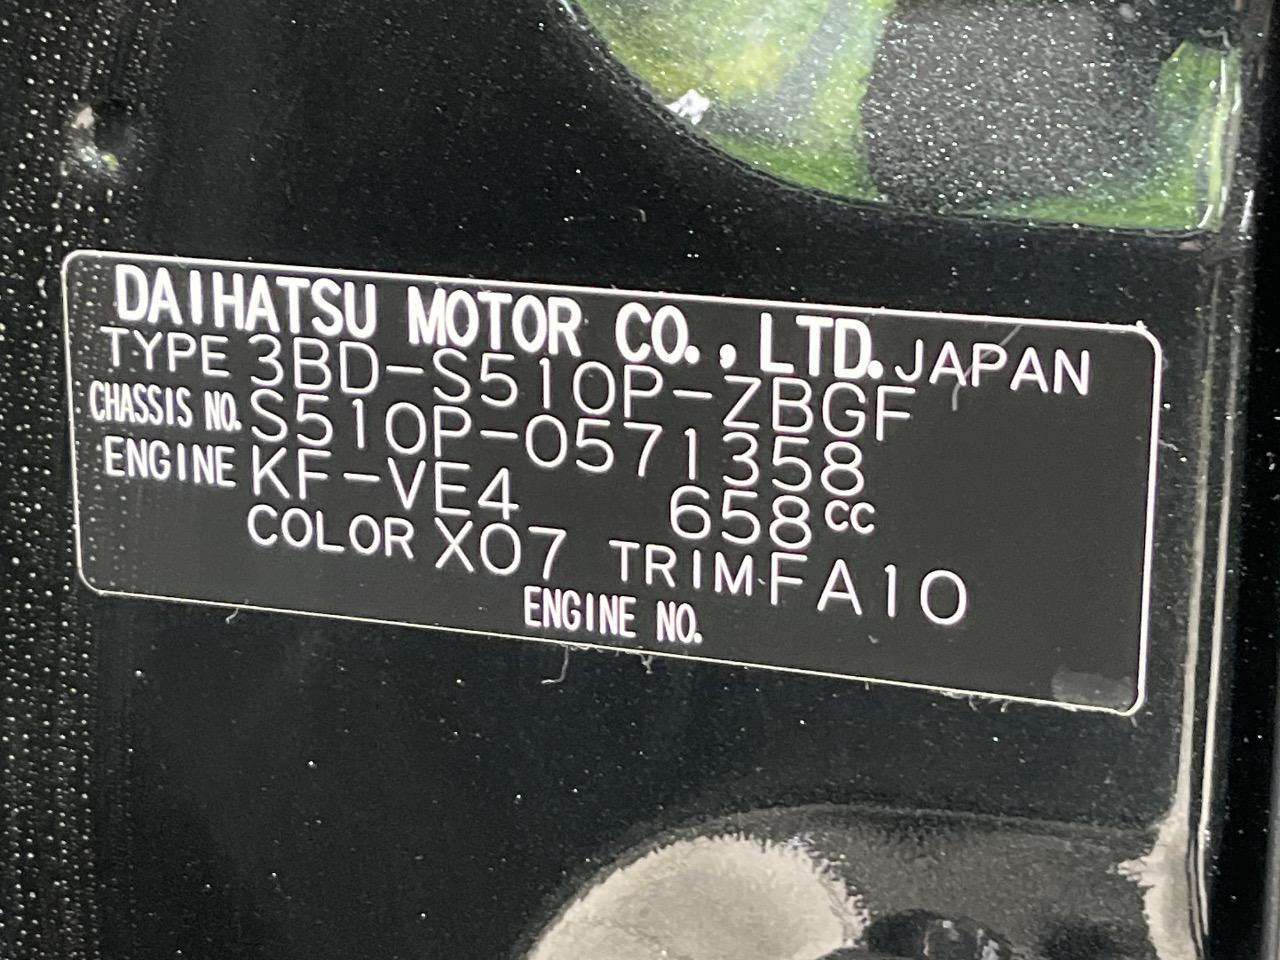 DAIHATSU MOTOR CO., LTD. JAPAN
TYPE 3BD-S510P-ZBGF
CHASSIS NO. S510P-0571358
ENGINE KF-VE4 658cc
COLOR X07 TRIM FA10
ENGINE NO.